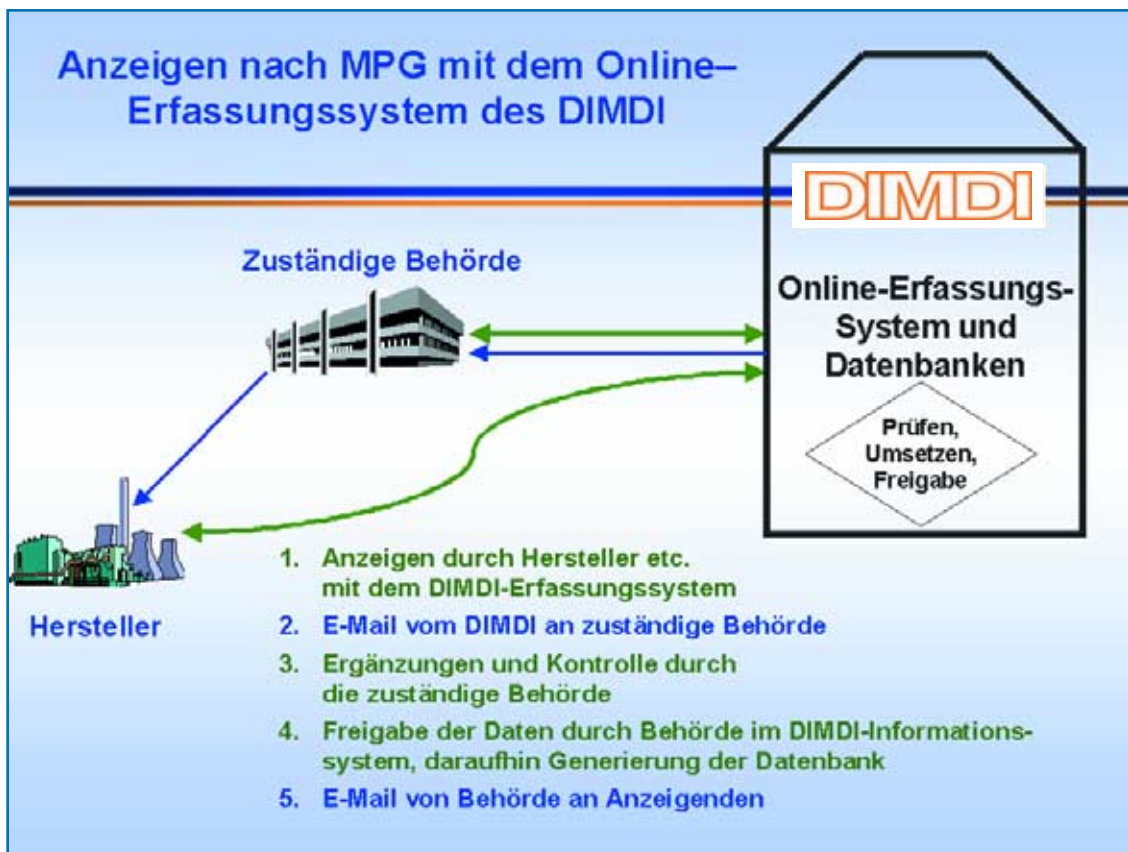 Anzeigen nach MPG mit dem Online–
Erfassungssystem des DIMDI
DIMDI
Zuständige Behörde
Online-Erfassungs-
System und
Datenbanken
Prüfen,
Umsetzen,
Freigabe
Hersteller
1. Anzeigen durch Hersteller etc.
mit dem DIMDI-Erfassungssystem
2. E-Mail vom DIMDI an zuständige Behörde
3. Ergänzungen und Kontrolle durch
die zuständige Behörde
4. Freigabe der Daten durch Behörde im DIMDI-Informations-
system, daraufhin Generierung der Datenbank
5. E-Mail von Behörde an Anzeigenden